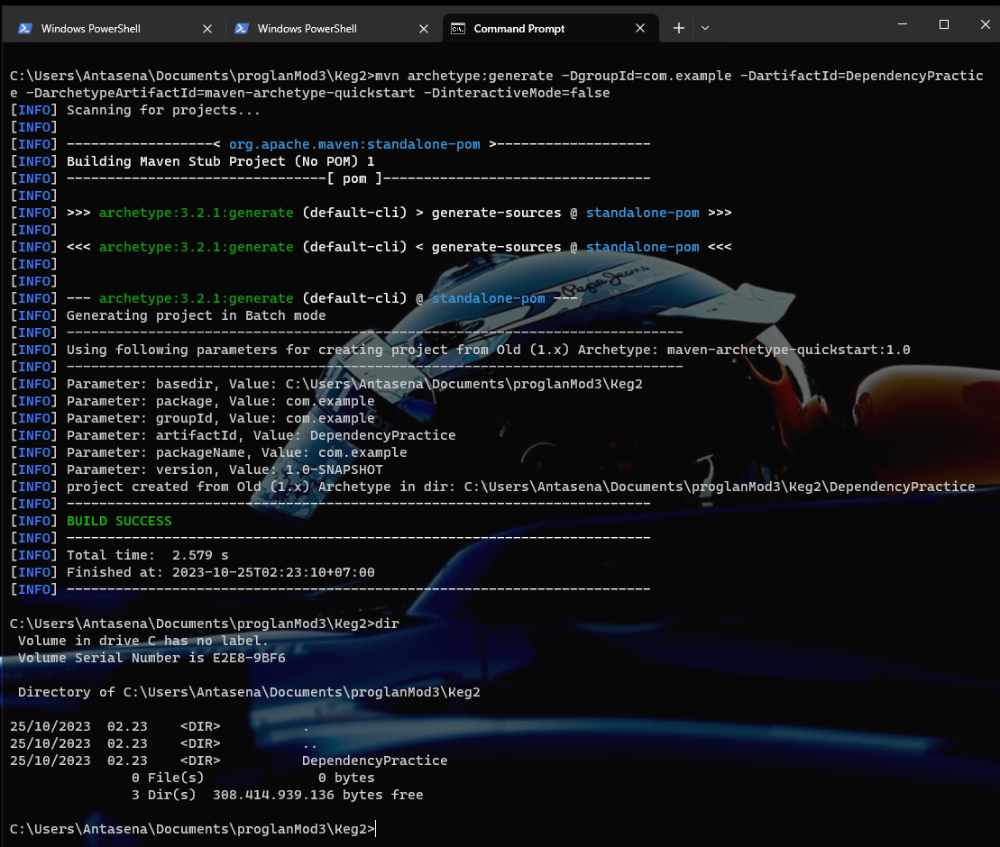 Windows PowerShell
Windows PowerShell
Command Prompt
C:\Users\Antasena\Documents\proglanMod3\Keg2>mvn archetype:generate -DgroupId=com.example -DartifactId=DependencyPractic
e -DarchetypeArtifactId=maven-archetype-quickstart -DinteractiveMode=false
[INFO] Scanning for projects...
[INFO]
[INFO] ------------------< org.apache.maven:standalone-pom >-------------------
[INFO] Building Maven Stub Project (No POM) 1
[INFO] --------------------------------[ pom ]---------------------------------
[INFO]
[INFO] >>> archetype:3.2.1:generate (default-cli) > generate-sources @ standalone-pom >>>
[INFO]
[INFO] <<< archetype:3.2.1:generate (default-cli) < generate-sources @ standalone-pom <<<
[INFO]
[INFO]
[INFO] --- archetype:3.2.1:generate (default-cli) @ standalone-pom ---
Pepe Jeans
[INFO] Generating project in Batch mode
[INFO] ----------------------------------------------------------------------------
[INFO] Using following parameters for creating project from Old (1.x) Archetype: maven-archetype-quickstart:1.0
[INFO] ----------------------------------------------------------------------------
[INFO] Parameter: basedir, Value: C:\Users\Antasena\Documents\proglanMod3\Keg2
[INFO] Parameter: package, Value: com.example
[INFO] Parameter: groupId, Value: com.example
[INFO] Parameter: artifactId, Value: DependencyPractice
[INFO] Parameter: packageName, Value: com.example
[INFO] Parameter: version, Value: 1.0-SNAPSHOT
[INFO] project created from Old (1.x) Archetype in dir: C:\Users\Antasena\Documents\proglanMod3\Keg2\DependencyPractice
[INFO] ------------------------------------------------------------------------
[INFO] BUILD SUCCESS
[INFO] ------------------------------------------------------------------------
[INFO] Total time:  2.579 s
[INFO] Finished at: 2023-10-25T02:23:10+07:00
[INFO] ------------------------------------------------------------------------
C:\Users\Antasena\Documents\proglanMod3\Keg2>dir
Volume in drive C has no label.
Volume Serial Number is E2E8-9BF6
Directory of C:\Users\Antasena\Documents\proglanMod3\Keg2
25/10/2023  02.23    <DIR>          .
25/10/2023  02.23    <DIR>          ..
25/10/2023  02.23    <DIR>          DependencyPractice
0 File(s)              0 bytes
3 Dir(s)  308.414.939.136 bytes free
C:\Users\Antasena\Documents\proglanMod3\Keg2>